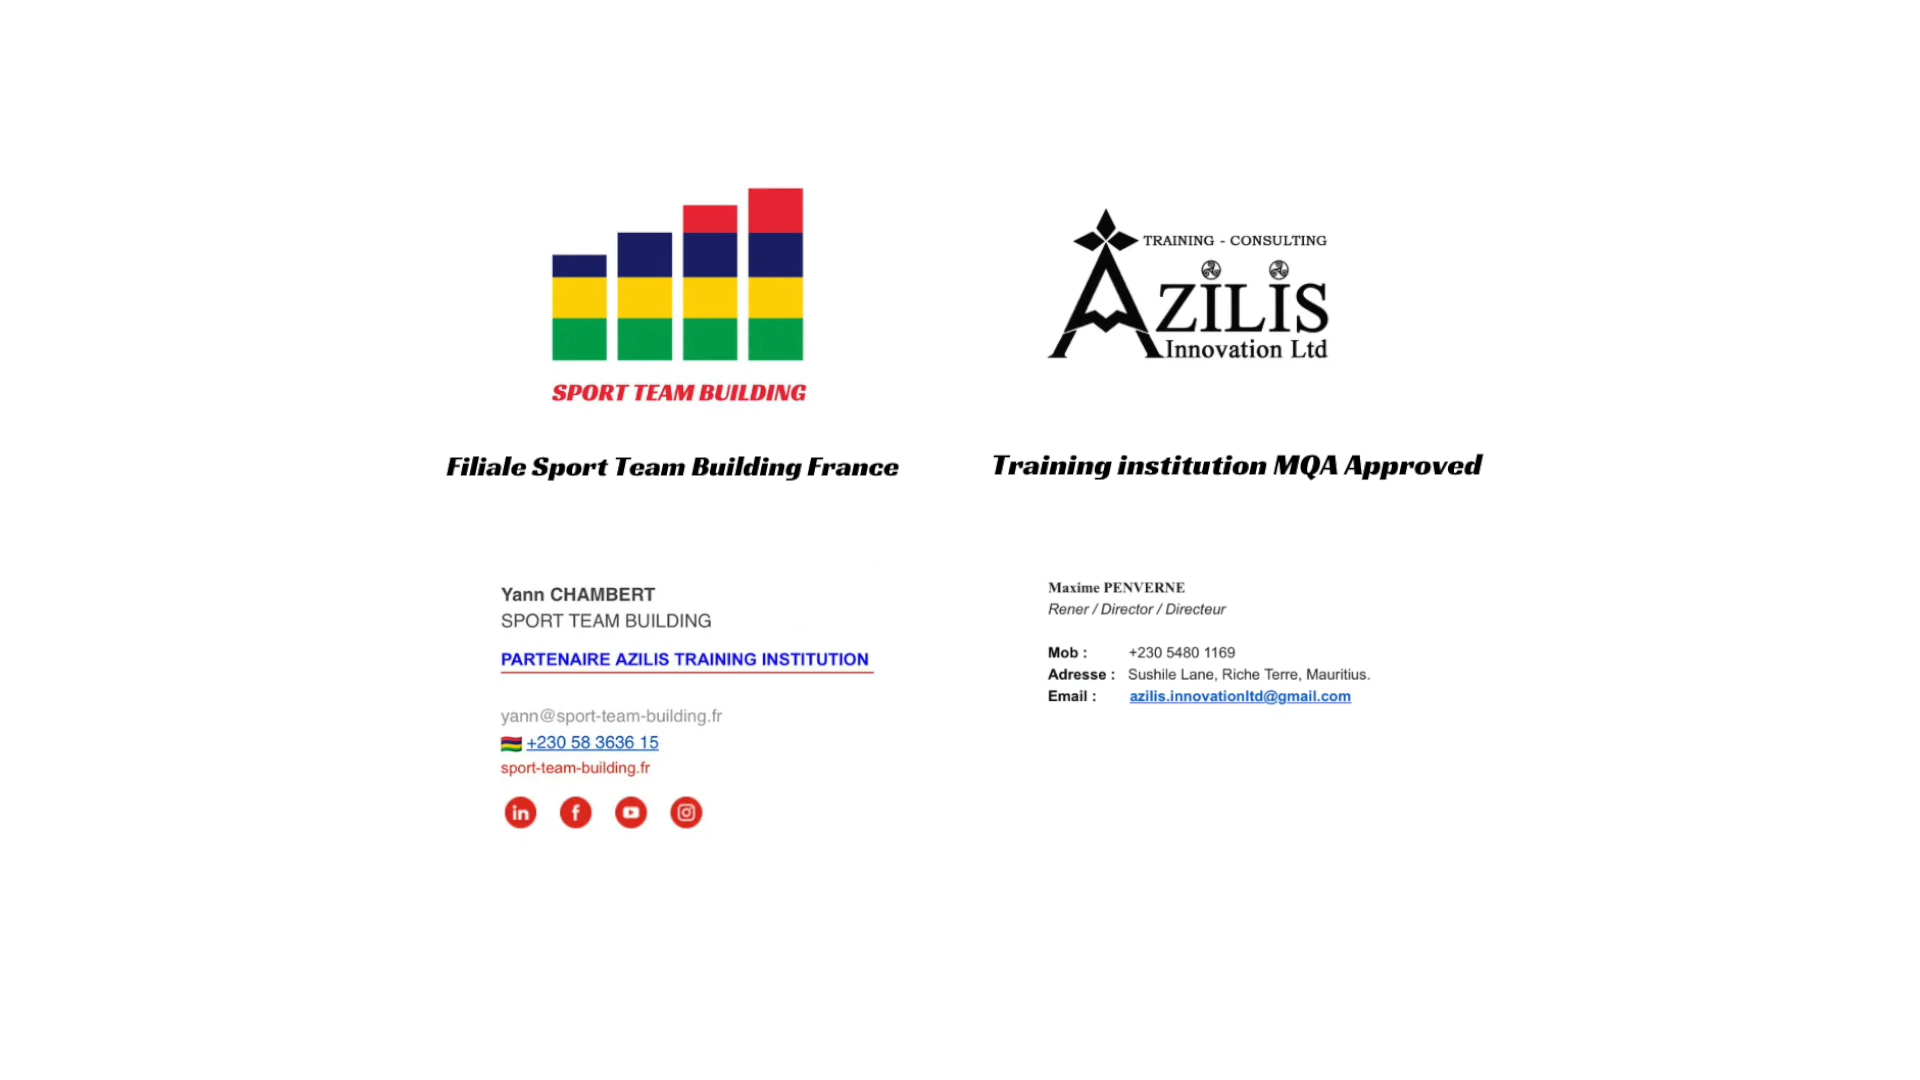 SPORT TEAM BUILDING
Filiale Sport Team Building France
Yann CHAMBERT
SPORT TEAM BUILDING
PARTENAIRE AZILIS TRAINING INSTITUTION
yann@sport-team-building.fr
+230 58 3636 15
sport-team-building.fr
in f
TRAINING - CONSULTING
AZILIS
Innovation Ltd
Training institution MQA Approved
Maxime PENVERNE
Rener / Director / Directeur
Mob : +230 5480 1169
Adresse : Sushile Lane, Riche Terre, Mauritius.
Email : azilis.innovationltd@gmail.com